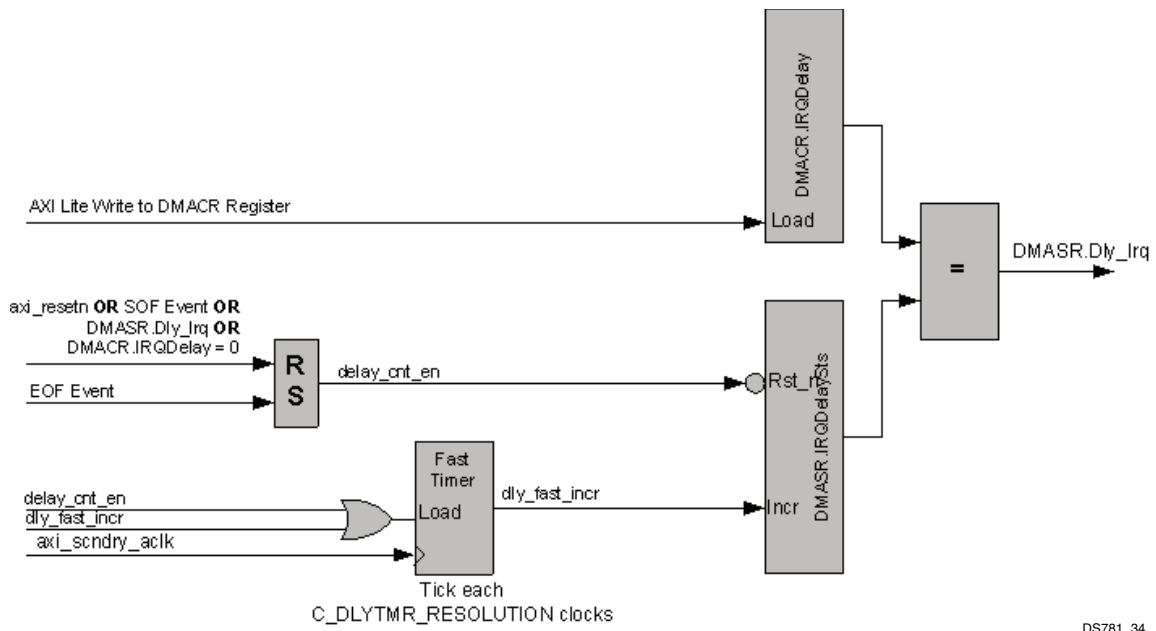 DMACR.IRQDelay
AXI Lite Write to DMACR Register
Load
=
DMASR.Dly_Irq
axi_resetn OR SOF Event OR
DMASR.Dly_Irq OR
DMACR.IRQDelay = 0
EOF Event
R
S
delay_cnt_en
Rst_n
DMASR.IRQDelaySts
Fast
Timer
delay_cnt_en
dly_fast_incr
axi_scndry_aclk
Load
dly_fast_incr
Incr
Tick each
C_DLYTMR_RESOLUTION clocks
DS781_34